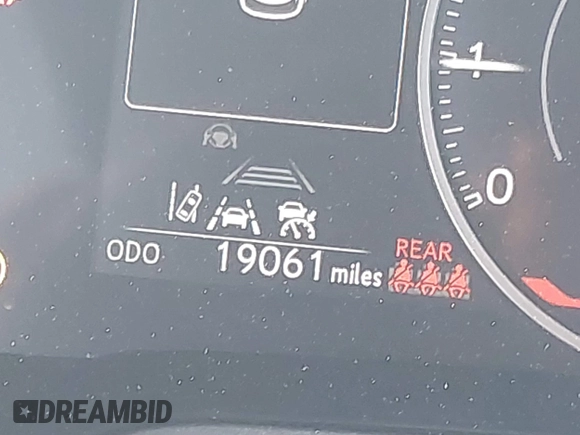 1
0
ODO 19061 miles
REAR
DREAMBID